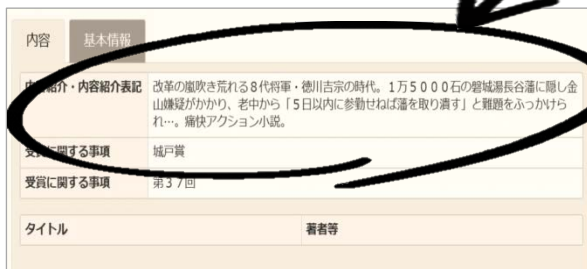 内容 基本情報
内容紹介・内容紹介表記 改革の嵐吹き荒れる8代将軍・徳川吉宗の時代。1万5000石の磐城湯長谷藩に隠し金
山嫌疑がかかり、老中から「5日以内に参勤せねば藩を取り潰す」と難題をふっかけら
れ…。痛快アクション小説。
受賞に関する事項 城戸賞
受賞に関する事項 第37回
タイトル 著者等